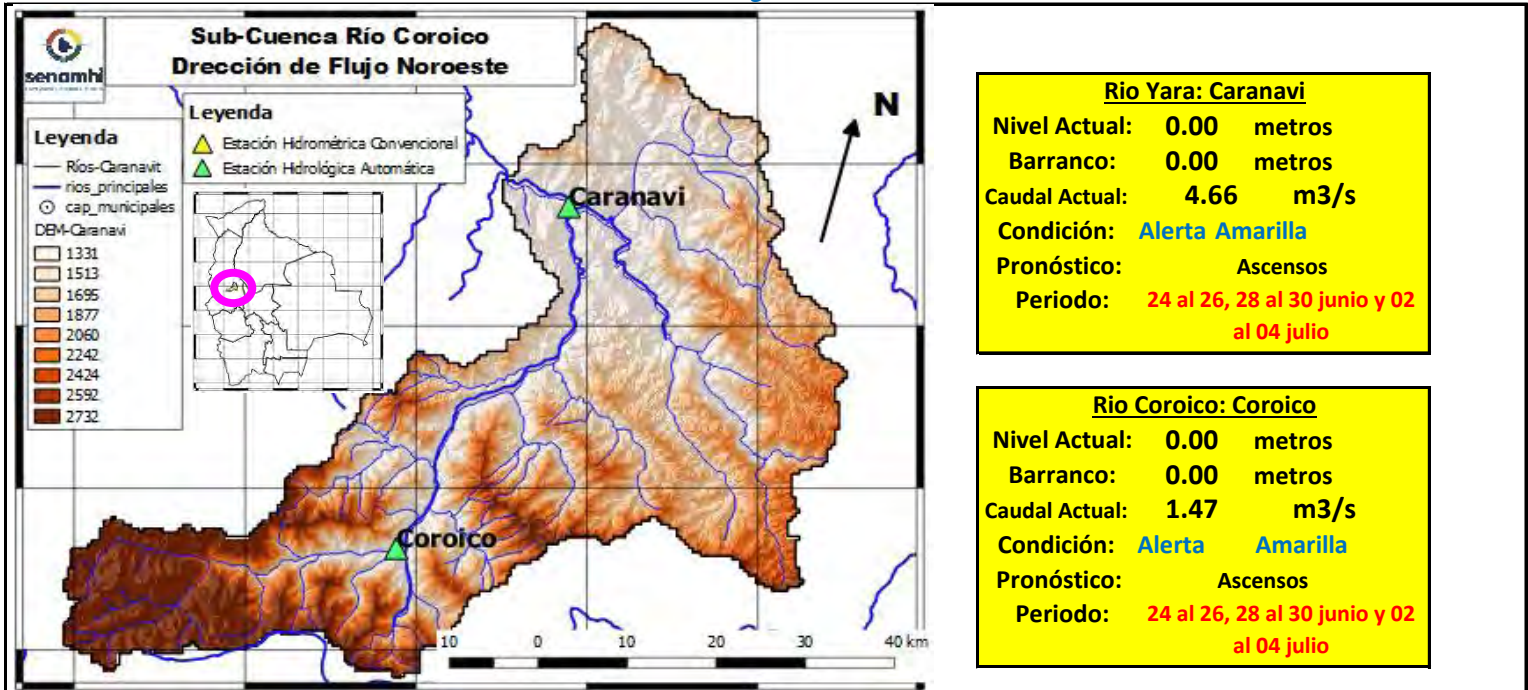 senamhi
Sub-Cuenca Río Coroico
Drección de Flujo Noroeste
Leyenda
Estación Hidrométrica Convencional
Estación Hidrológica Automática
Leyenda
Ríos-Caranavit
rios_principales
cap_municipales
DEM-Caranavi
1331
1513
1695
1877
2060
2242
2424
2592
2732
N
Caranavi
Coroico
10 0 10 20 30 40 km
Rio Yara: Caranavi
Nivel Actual: 0.00 metros
Barranco: 0.00 metros
Caudal Actual: 4.66 m3/s
Condición: Alerta Amarilla
Pronóstico: Ascensos
Periodo: 24 al 26, 28 al 30 junio y 02
al 04 julio
Rio Coroico: Coroico
Nivel Actual: 0.00 metros
Barranco: 0.00 metros
Caudal Actual: 1.47 m3/s
Condición: Alerta Amarilla
Pronóstico: Ascensos
Periodo: 24 al 26, 28 al 30 junio y 02
al 04 julio